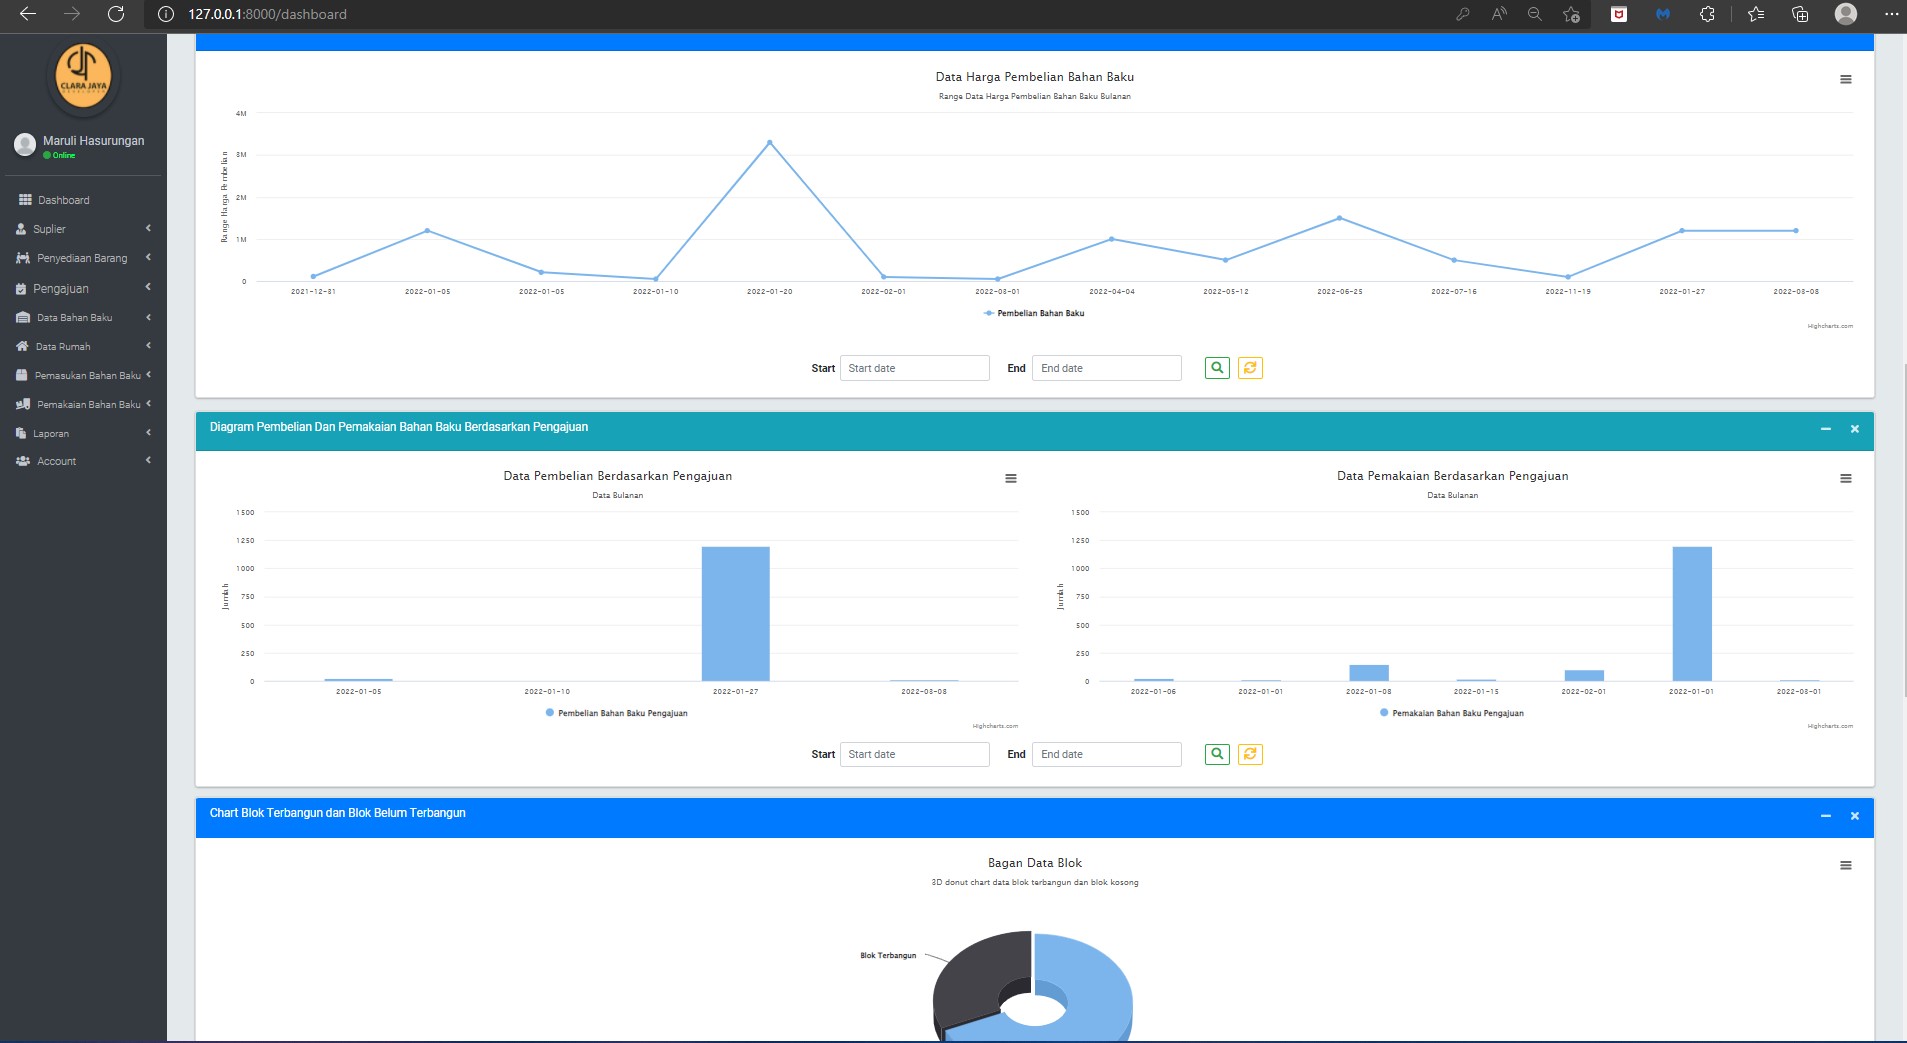 127.0.0.1:8000/dashboard
CLARA JAYA
Maruli Hasurungan
Online
Dashboard
Suplier
Penyediaan Barang
Pengajuan
Data Bahan Baku
Data Rumah
Pemasukan Bahan Baku
Pemakaian Bahan Baku
Laporan
Account
Data Harga Pembelian Bahan Baku
Range Data Harga Pembelian Bahan Baku Bulanan
Range Harga Pembelian
4M
3M
2M
1M
0
2021-12-31 2022-01-05 2022-01-05 2022-01-10 2022-01-20 2022-02-01 2022-03-01 2022-04-04 2022-05-12 2022-06-25 2022-07-16 2022-11-19 2022-01-27 2022-03-08
Pembelian Bahan Baku
Highcharts.com
Start Start date End End date
Diagram Pembelian Dan Pemakaian Bahan Baku Berdasarkan Pengajuan
Data Pembelian Berdasarkan Pengajuan
Data Bulanan
Jumlah
1500
1250
1000
750
500
250
0
2022-01-05 2022-01-10 2022-01-27 2022-03-08
Pembelian Bahan Baku Pengajuan
Highcharts.com
Data Pemakaian Berdasarkan Pengajuan
Data Bulanan
Jumlah
1500
1250
1000
750
500
250
0
2022-01-06 2022-01-01 2022-01-08 2022-01-15 2022-02-01 2022-01-01 2022-03-01
Pemakaian Bahan Baku Pengajuan
Highcharts.com
Start Start date End End date
Chart Blok Terbangun dan Blok Belum Terbangun
Bagan Data Blok
3D donut chart data blok terbangun dan blok kosong
Blok Terbangun